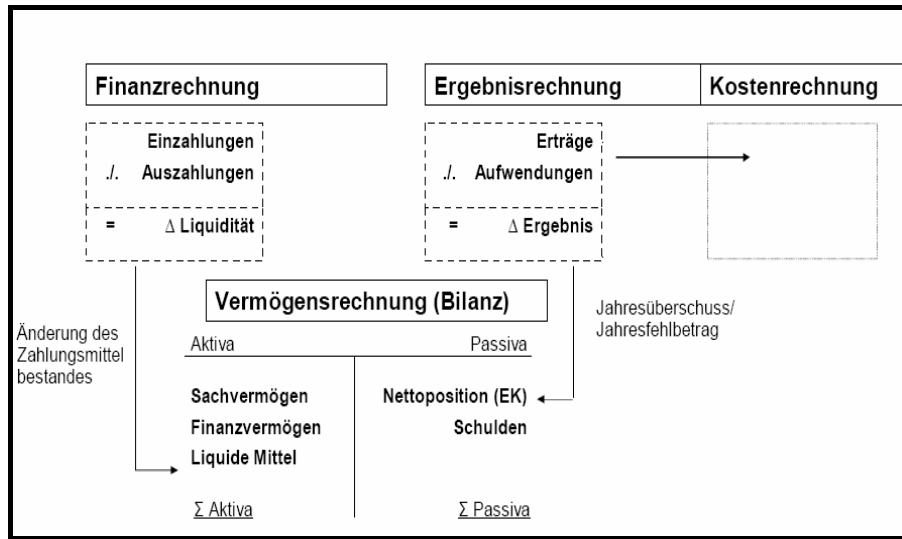 Finanzrechnung
Einzahlungen
./. Auszahlungen
= Δ Liquidität
Ergebnisrechnung
Erträge
./. Aufwendungen
= Δ Ergebnis
Kostenrechnung
Änderung des
Zahlungsmittel
bestandes
Vermögensrechnung (Bilanz)
Jahresüberschuss/
Jahresfehlbetrag
Aktiva Passiva
Sachvermögen Nettoposition (EK)
Finanzvermögen Schulden
Liquide Mittel
Σ Aktiva Σ Passiva